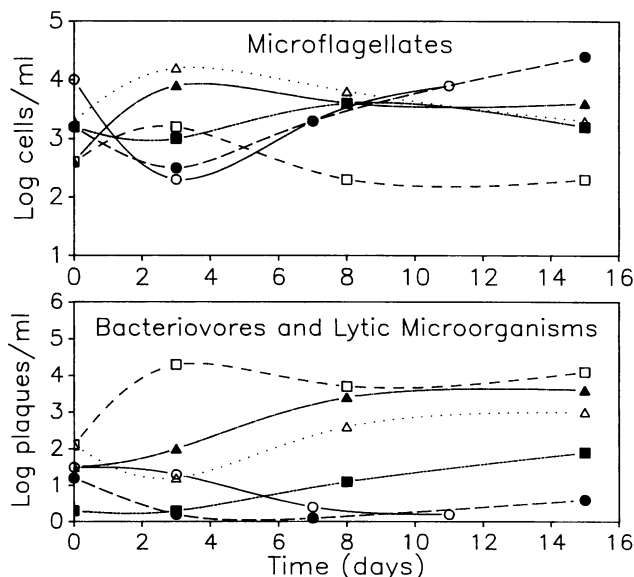 Microflagellates
Log cells/ml
5
4
3
2
1
0 2 4 6 8 10 12 14 16
Bacteriovores and Lytic Microorganisms
Log plaques/ml
6
5
4
3
2
1
0
0 2 4 6 8 10 12 14 16
Time (days)